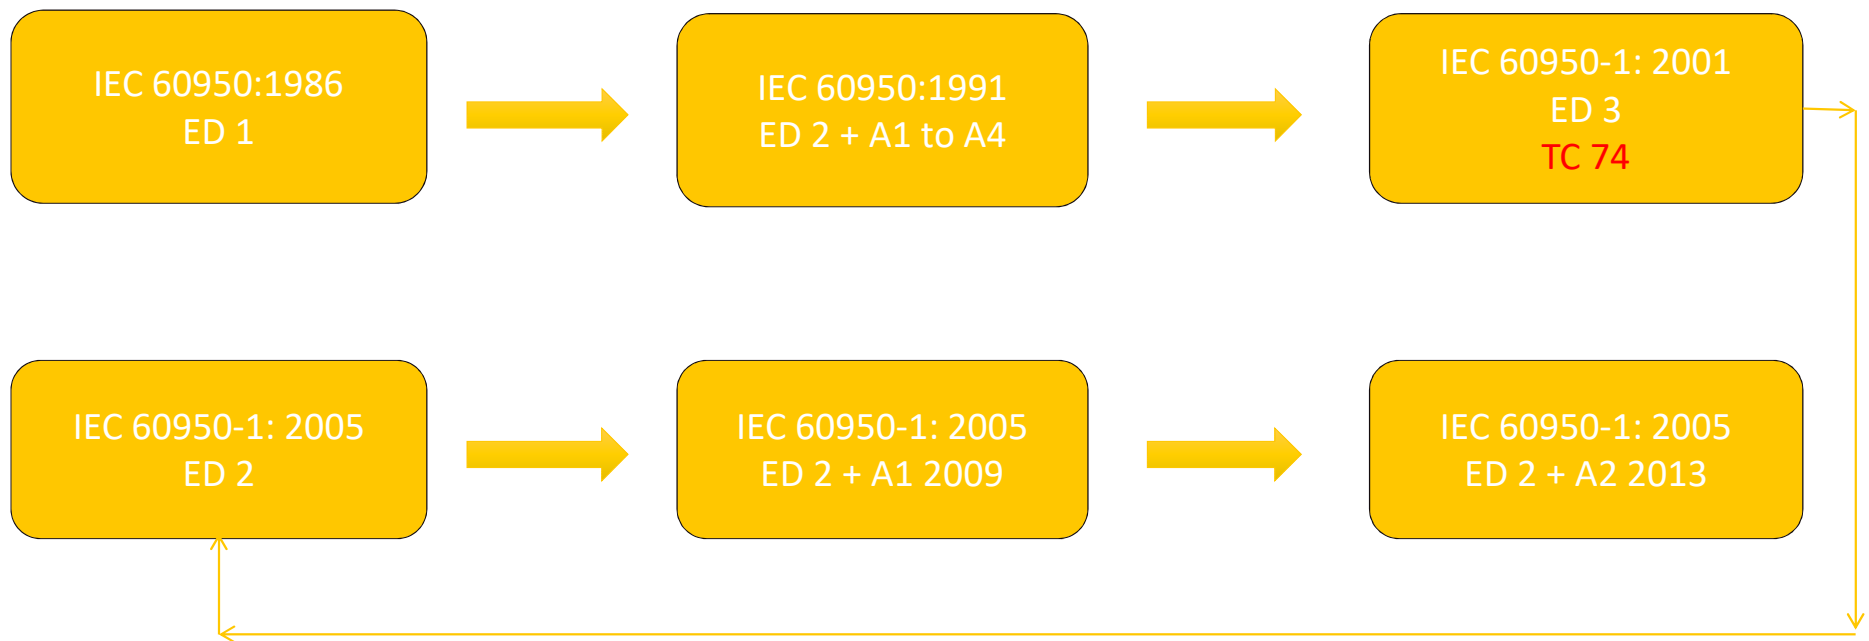 IEC 60950:1986
ED 1
IEC 60950:1991
ED 2 + A1 to A4
IEC 60950-1: 2001
ED 3
TC 74
IEC 60950-1: 2005
ED 2
IEC 60950-1: 2005
ED 2 + A1 2009
IEC 60950-1: 2005
ED 2 + A2 2013